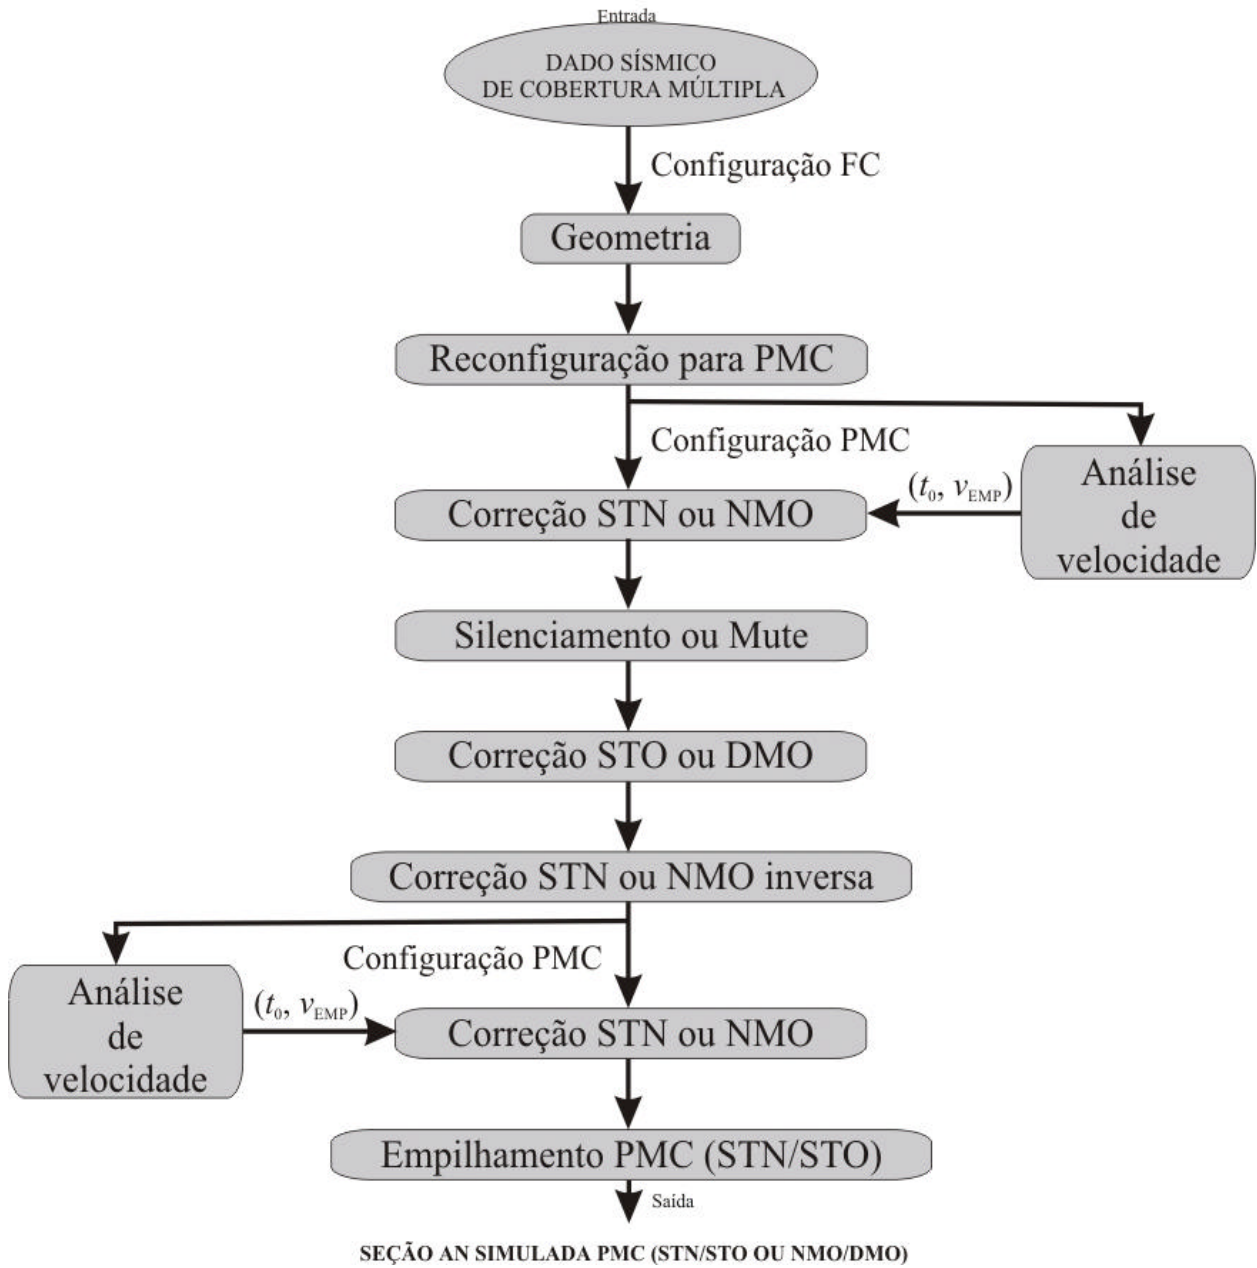 Entrada
DADO SÍSMICO
DE COBERTURA MÚLTIPLA
Configuração FC
Geometria
Reconfiguração para PMC
Configuração PMC
(t₀, v_EMP)
Análise
de
velocidade
Correção STN ou NMO
Silenciamento ou Mute
Correção STO ou DMO
Correção STN ou NMO inversa
Configuração PMC
Análise
de
velocidade
(t₀, v_EMP)
Correção STN ou NMO
Empilhamento PMC (STN/STO)
Saída
SEÇÃO AN SIMULADA PMC (STN/STO OU NMO/DMO)